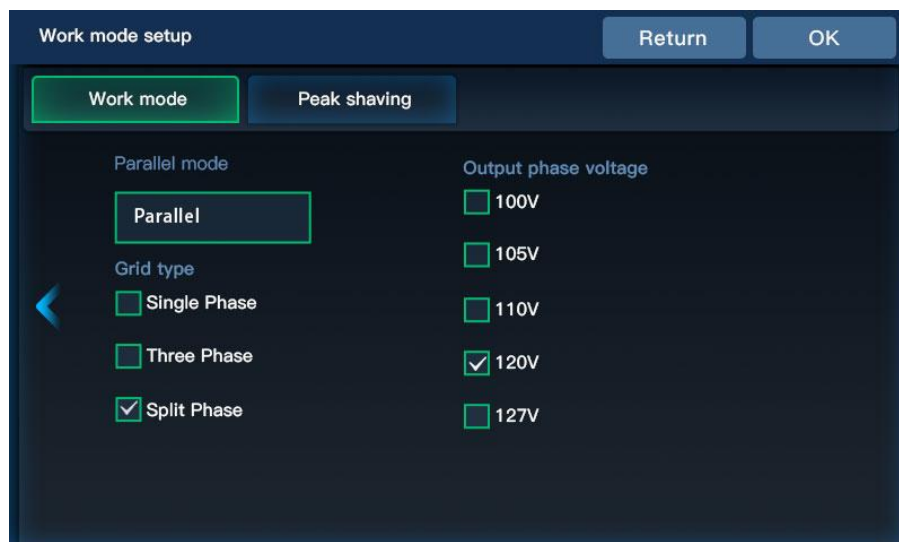 Work mode setup
Return
OK
Work mode
Peak shaving
Parallel mode
Parallel
Grid type
Single Phase
Three Phase
Split Phase
Output phase voltage
100V
105V
110V
120V
127V